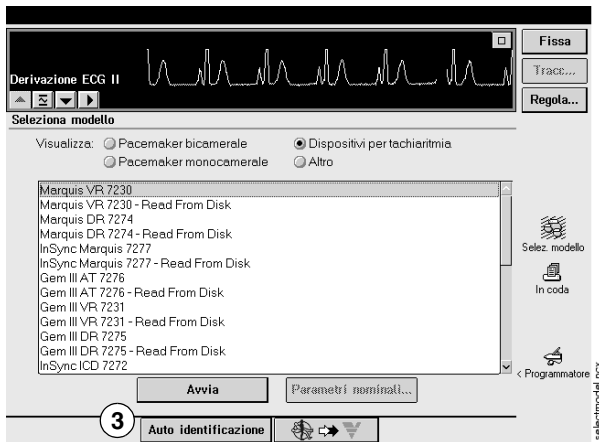 Fissa
Derivazione ECG II
Tracc...
Regola...
Seleziona modello
Visualizza:
Pacemaker bicamerale
Dispositivi per tachiaritmia
Pacemaker monocamerale
Altro
Marquis VR 7230
Marquis VR 7230 - Read From Disk
Marquis DR 7274
Marquis DR 7274 - Read From Disk
InSync Marquis 7277
InSync Marquis 7277 - Read From Disk
Gem III AT 7276
Gem III AT 7276 - Read From Disk
Gem III VR 7231
Gem III VR 7231 - Read From Disk
Gem III DR 7275
Gem III DR 7275 - Read From Disk
InSync ICD 7272
Selez. modello
In coda
< Programmatore
Avvia
Parametri nominali...
3
Auto identificazione
selectmodel.pcx